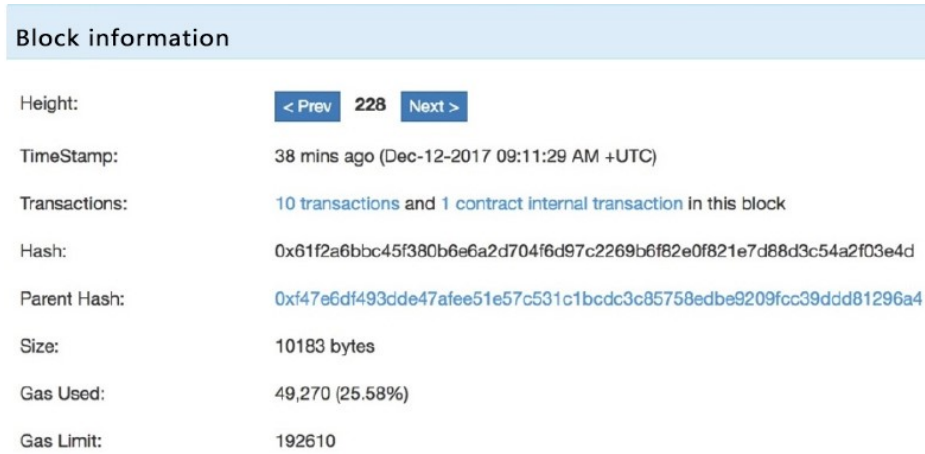 Block information
Height: < Prev 228 Next >
TimeStamp: 38 mins ago (Dec-12-2017 09:11:29 AM +UTC)
Transactions: 10 transactions and 1 contract internal transaction in this block
Hash: 0x61f2a6bbc45f380b6e6a2d704f6d97c2269b6f82e0f821e7d88d3c54a2f03e4d
Parent Hash: 0xf47e6df493dde47afee51e57c531c1bcdc3c85758edbe9209fcc39ddd81296a4
Size: 10183 bytes
Gas Used: 49,270 (25.58%)
Gas Limit: 192610